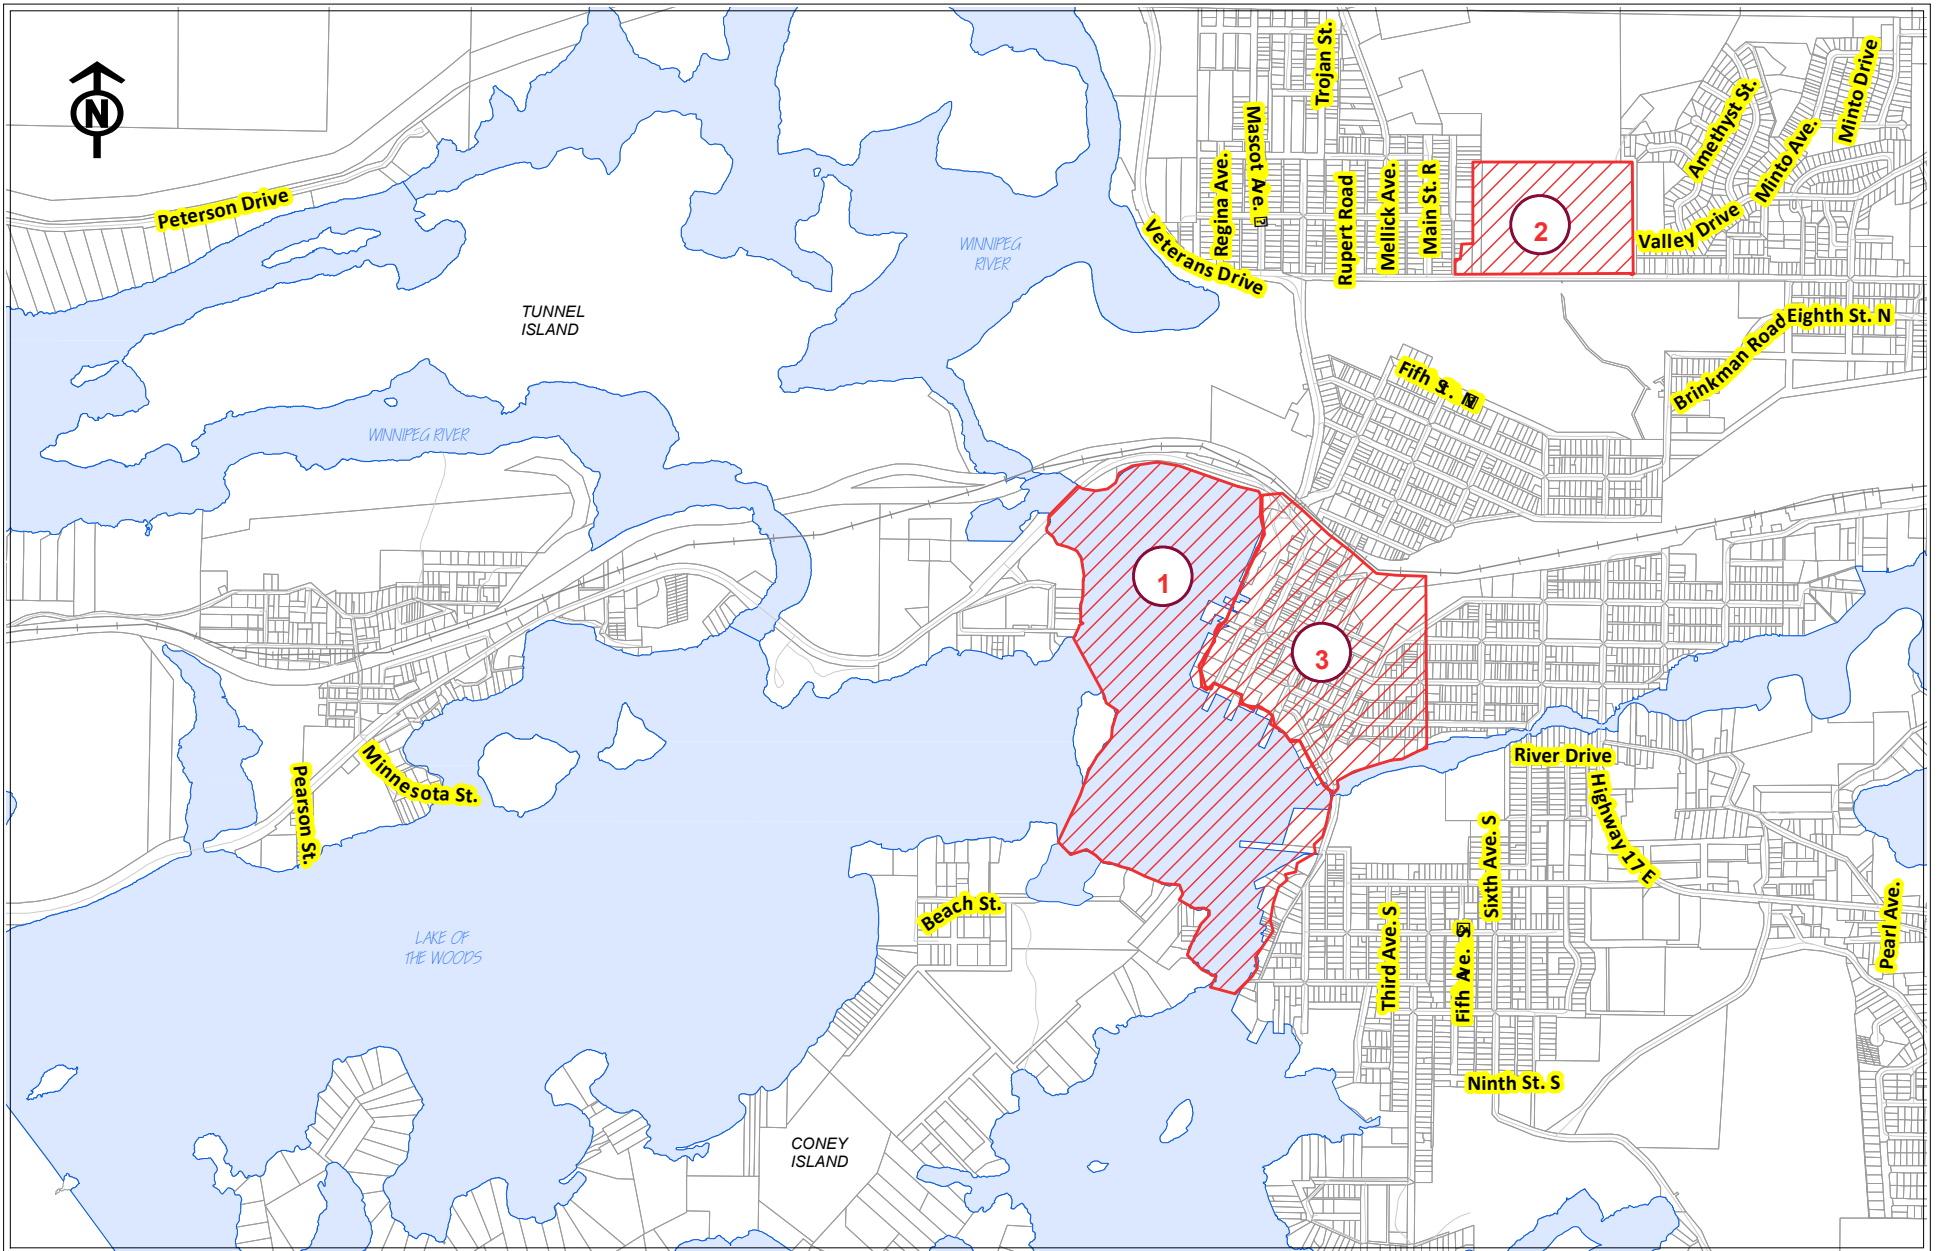 N
Peterson Drive
TUNNEL
ISLAND
WINNIPEG
RIVER
WINNIPEG RIVER
Trojan St.
Mascot Ave.
Regina Ave.
Rupert Road
Mellick Ave.
Main St. R
Veterans Drive
2
Amethyst St.
Minto Ave.
Minto Drive
Valley Drive
Eighth St. N
Brinkman Road
Fifh St. N
1
3
Pearson St.
Minnesota St.
River Drive
Highway 17 E
Sixth Ave. S
Third Ave. S
Fifh Ave. S
Pearl Ave.
Beach St.
LAKE OF
THE WOODS
Ninth St. S
CONEY
ISLAND